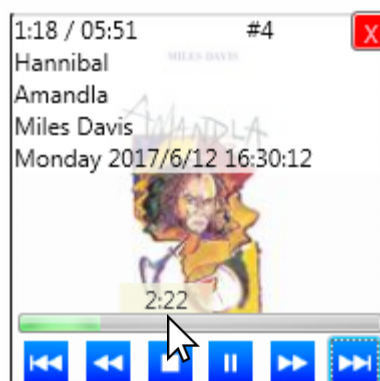 1:18 / 05:51 #4 X
Hannibal
MILES DAVIS
Amandla
Miles Davis
AMANDLA
Monday 2017/6/12 16:30:12
2:22